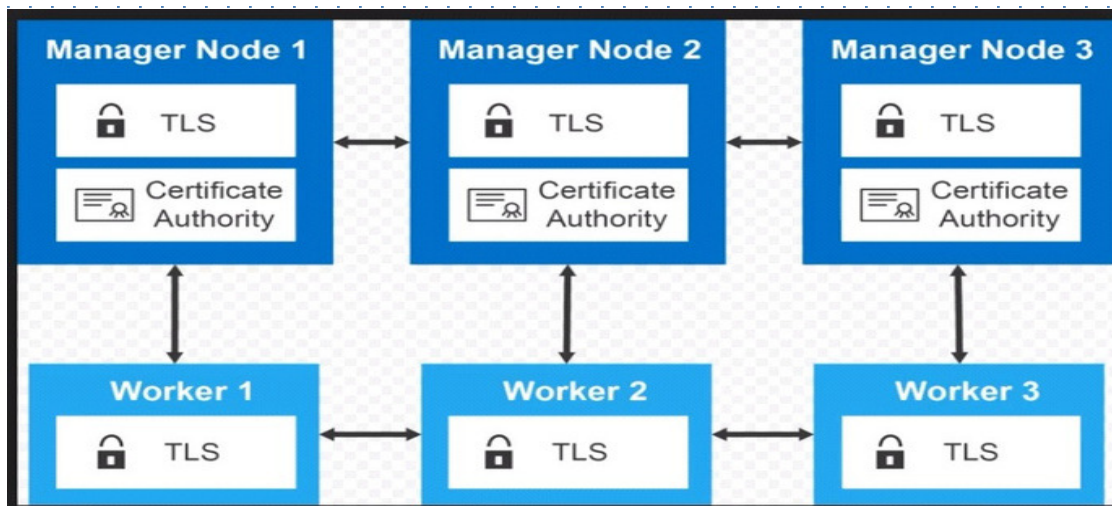 Manager Node 1
TLS
Certificate
Authority
Manager Node 2
TLS
Certificate
Authority
Manager Node 3
TLS
Certificate
Authority
Worker 1
TLS
Worker 2
TLS
Worker 3
TLS